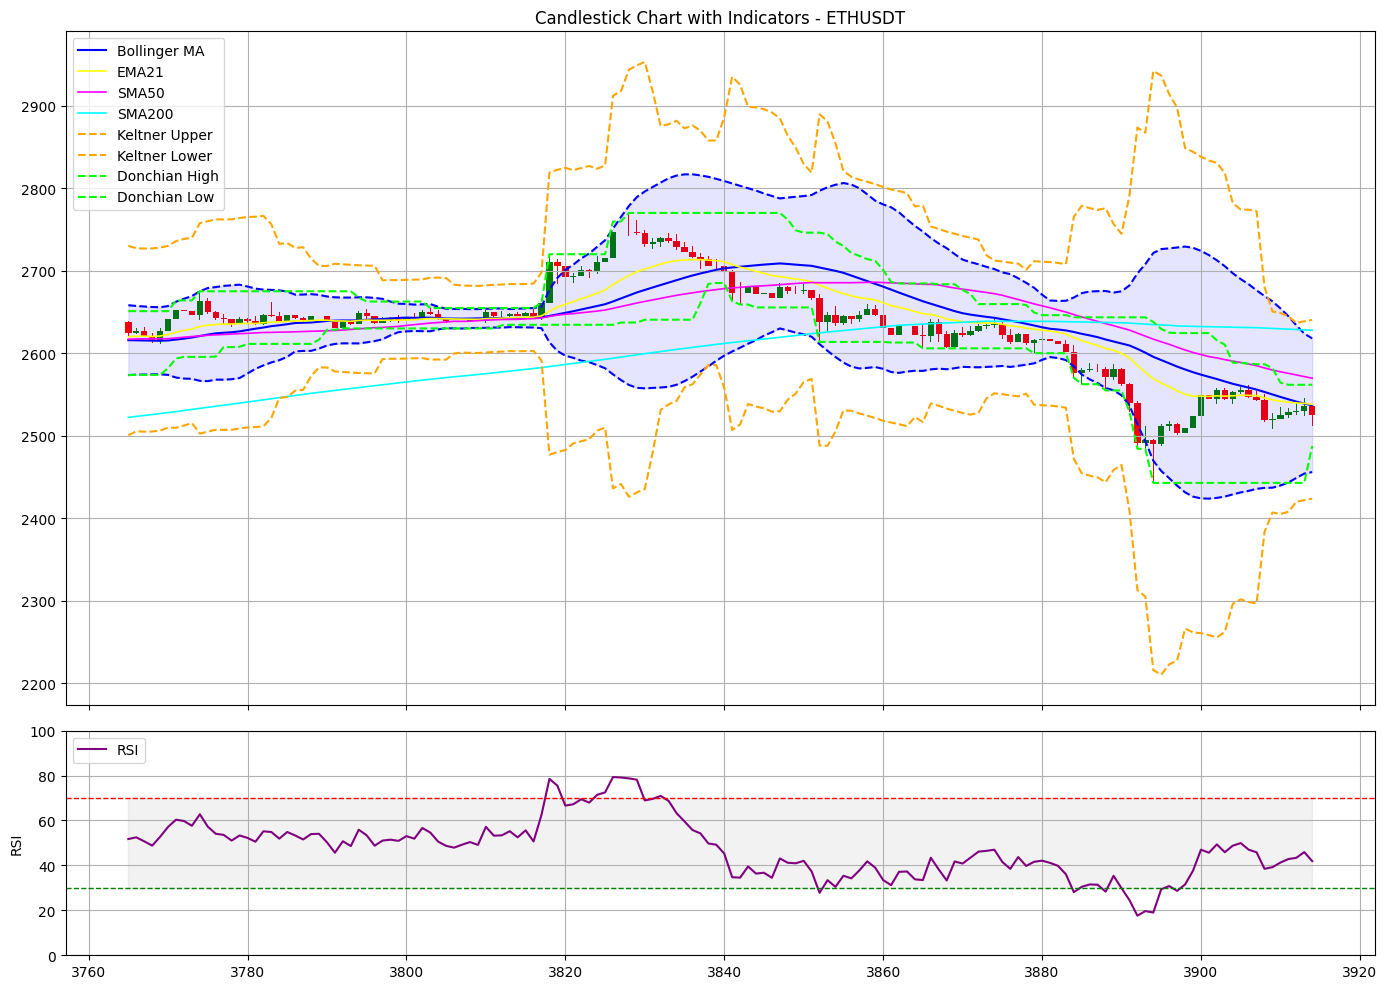 Candlestick Chart with Indicators - ETHUSDT
Bollinger MA
EMA21
SMA50
SMA200
Keltner Upper
Keltner Lower
Donchian High
Donchian Low
2900
2800
2700
2600
2500
2400
2300
2200
RSI
100
80
60
40
20
0
RSI
3760 3780 3800 3820 3840 3860 3880 3900 3920